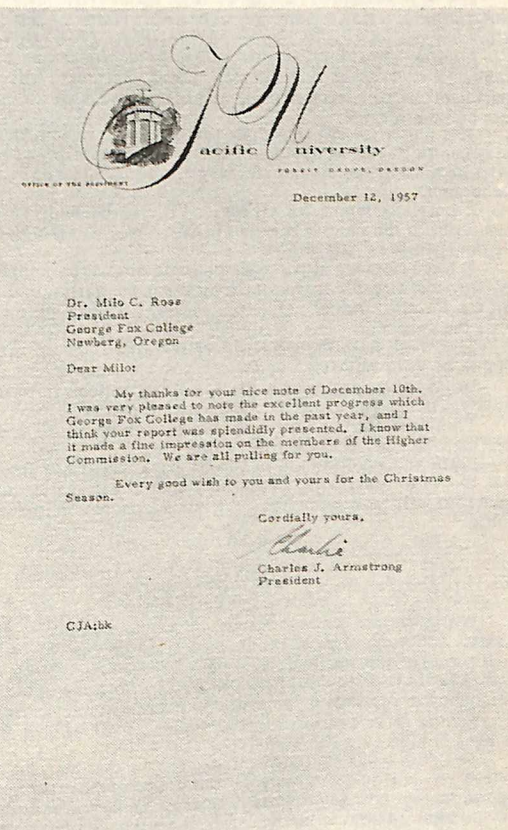 Pacific University
FOREST GROVE, OREGON
OFFICE OF THE PRESIDENT
December 12, 1957
Dr. Milo C. Ross
President
George Fox College
Newberg, Oregon
Dear Milo:
My thanks for your nice note of December 10th.
I was very pleased to note the excellent progress which
George Fox College has made in the past year, and I
think your report was splendidly presented. I know that
it made a fine impression on the members of the Higher
Commission. We are all pulling for you.
Every good wish to you and yours for the Christmas
Season.
Cordially yours,
Charlie
Charles J. Armstrong
President
CJA:bk